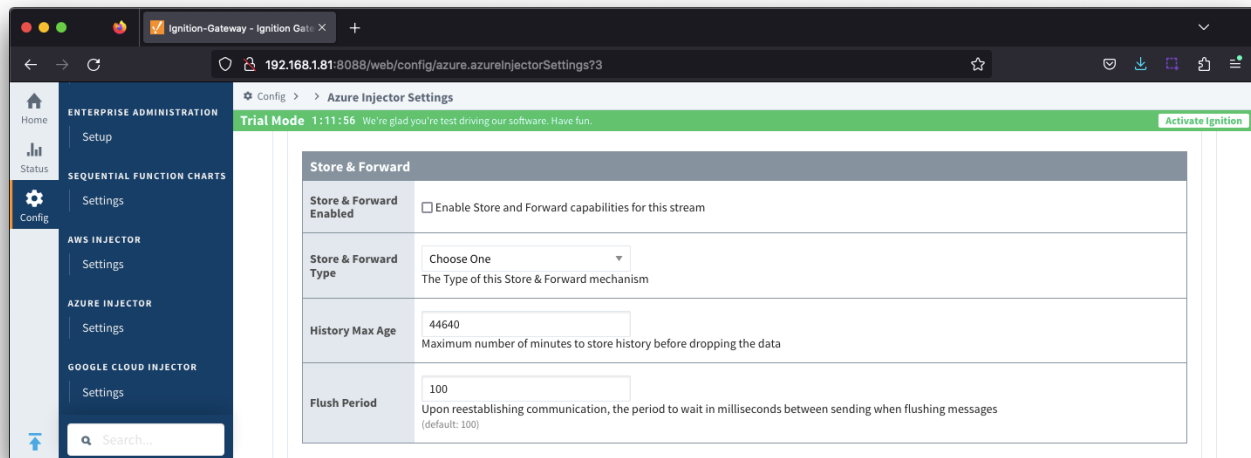 Ignition-Gateway - Ignition Gate
192.168.1.81:8088/web/config/azure.azureInjectorSettings?3
Home
Status
Config
ENTERPRISE ADMINISTRATION
Setup
SEQUENTIAL FUNCTION CHARTS
Settings
AWS INJECTOR
Settings
AZURE INJECTOR
Settings
GOOGLE CLOUD INJECTOR
Settings
Search...
Config > > Azure Injector Settings
Trial Mode 1:11:56 We're glad you're test driving our software. Have fun.
Activate Ignition
Store & Forward
Store & Forward
Enabled
Enable Store and Forward capabilities for this stream
Store & Forward
Type
Choose One
The Type of this Store & Forward mechanism
History Max Age
44640
Maximum number of minutes to store history before dropping the data
Flush Period
100
Upon reestablishing communication, the period to wait in milliseconds between sending when flushing messages
(default: 100)